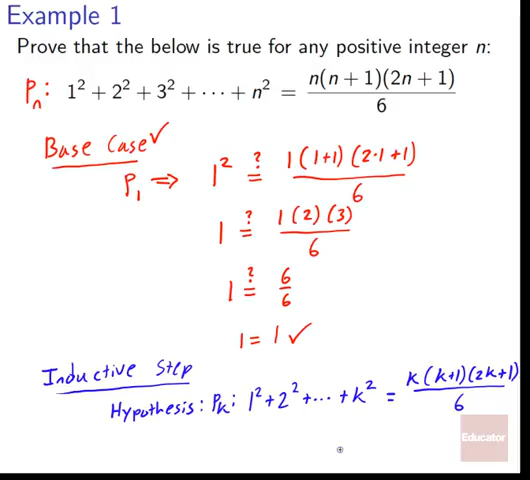 Example 1
Prove that the below is true for any positive integer n:
Pₙ: 1² + 2² + 3² + ··· + n² = n(n + 1)(2n + 1) / 6
Base Case ✓
P₁ ⇒ 1² ≟ 1(1+1)(2·1+1) / 6
1 ≟ 1(2)(3) / 6
1 ≟ 6/6
1 = 1 ✓
Inductive Step
Hypothesis: Pₖ: 1²+2²+···+k² = k(k+1)(2k+1) / 6
Educator